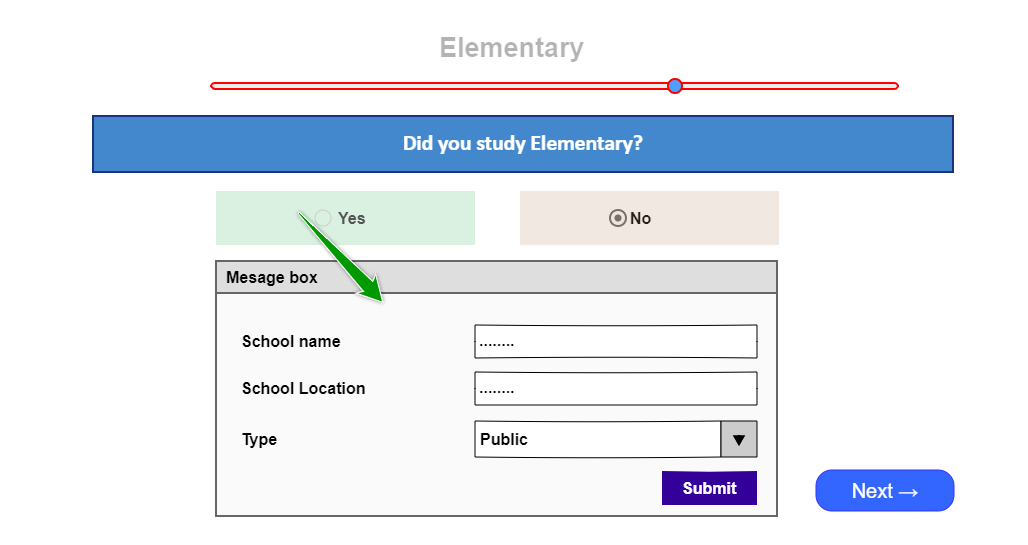 Elementary
Did you study Elementary?
Yes
No
Mesage box
School name
........
School Location
........
Type
Public
Submit
Next →